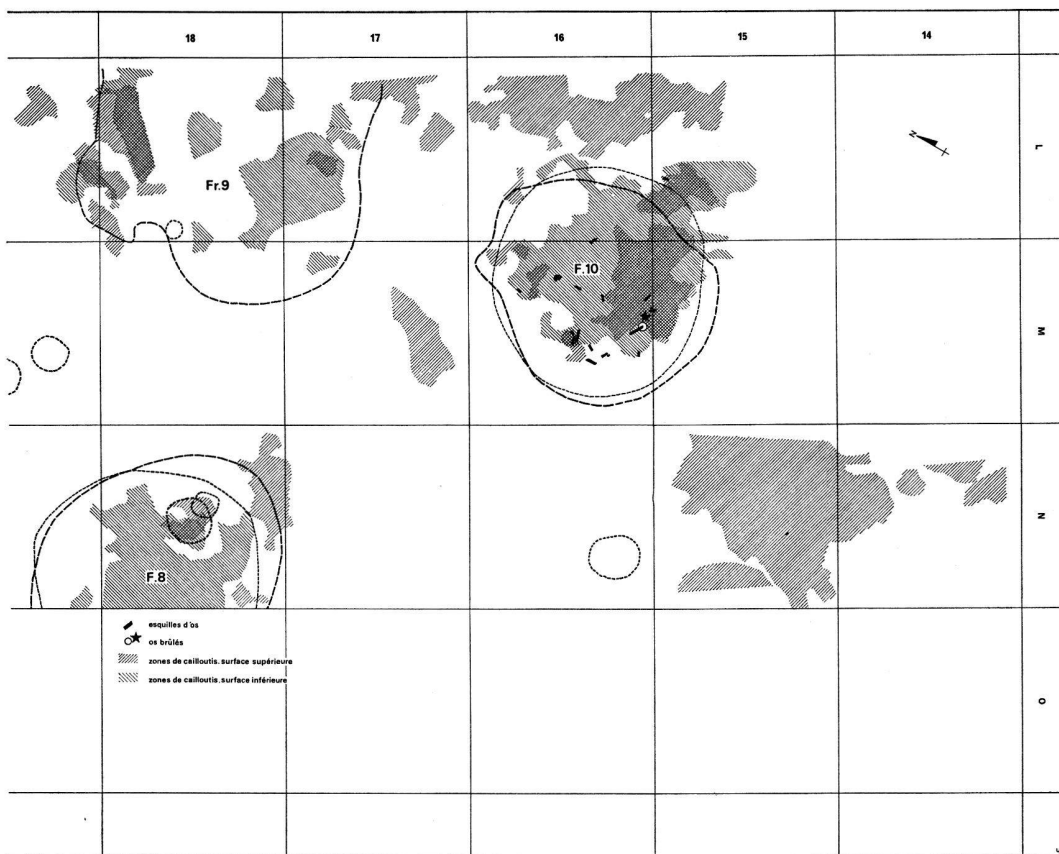 18 17 16 15 14
L
N
Fr.9
F.10
M
N
F.8
esquilles d'os
os brûlés
zones de cailloutis. surface supérieure
zones de cailloutis. surface inférieure
O